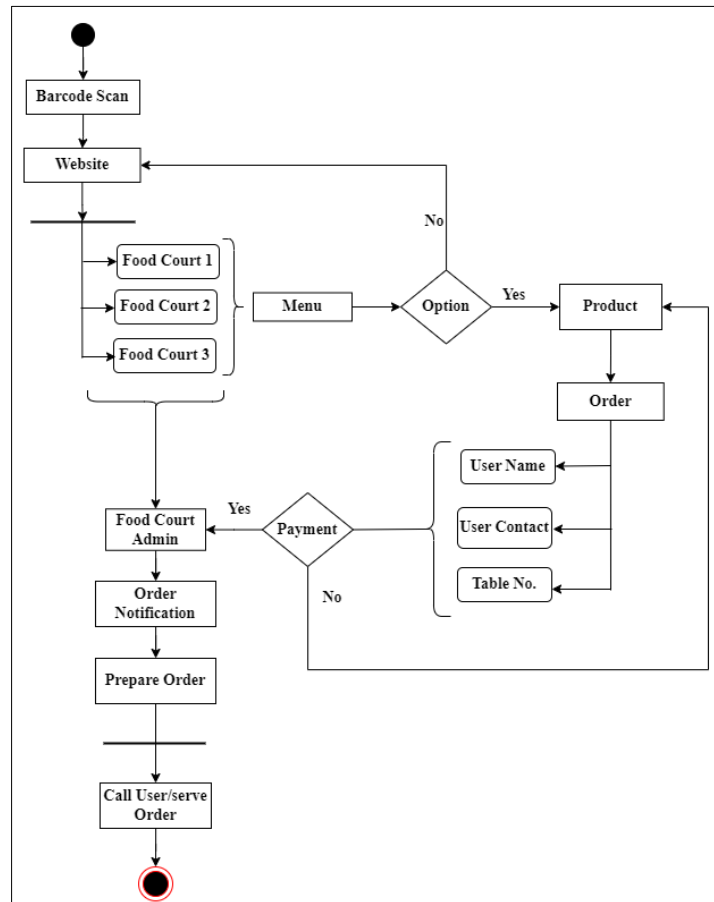 Barcode Scan
Website
No
Food Court 1
Food Court 2
Food Court 3
Menu
Option
Yes
Product
Order
User Name
User Contact
Table No.
Payment
Yes
No
Food Court
Admin
Order
Notification
Prepare Order
Call User/serve
Order